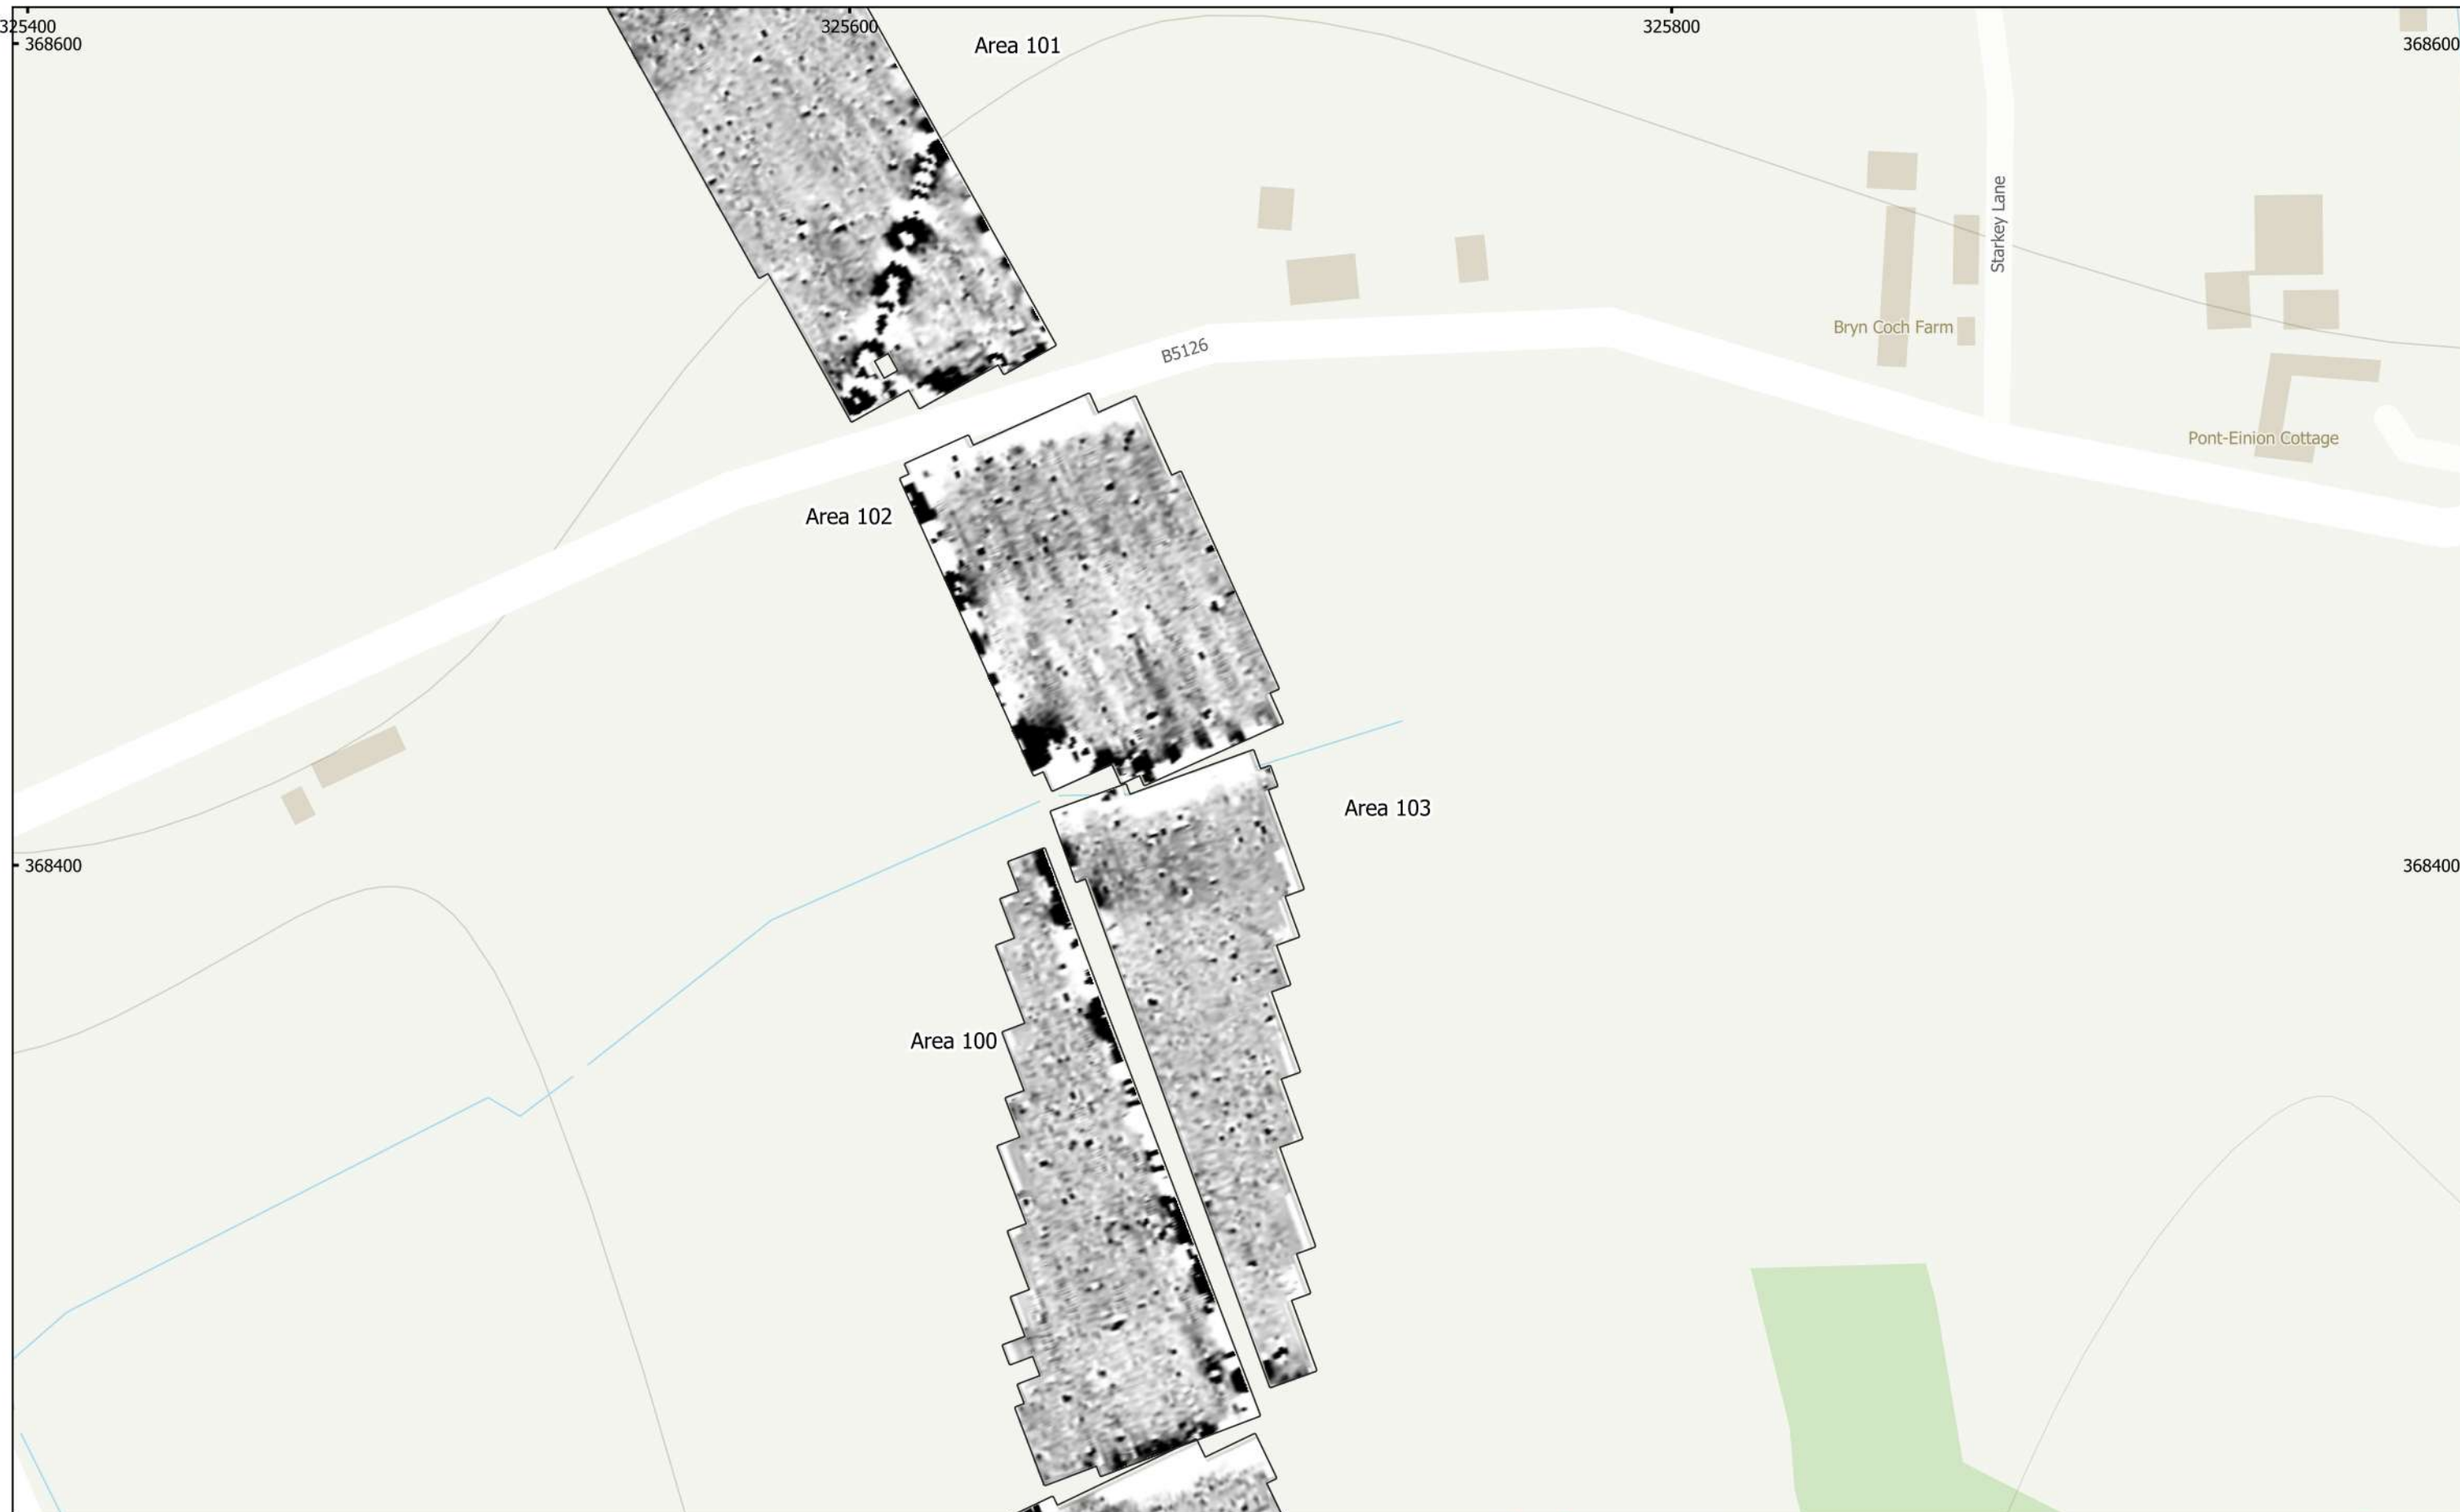 325400
325600
325800
368600
Area 101
368600
Starkey Lane
Bryn Coch Farm
B5126
Pont-Einion Cottage
Area 102
Area 103
368400
368400
Area 100